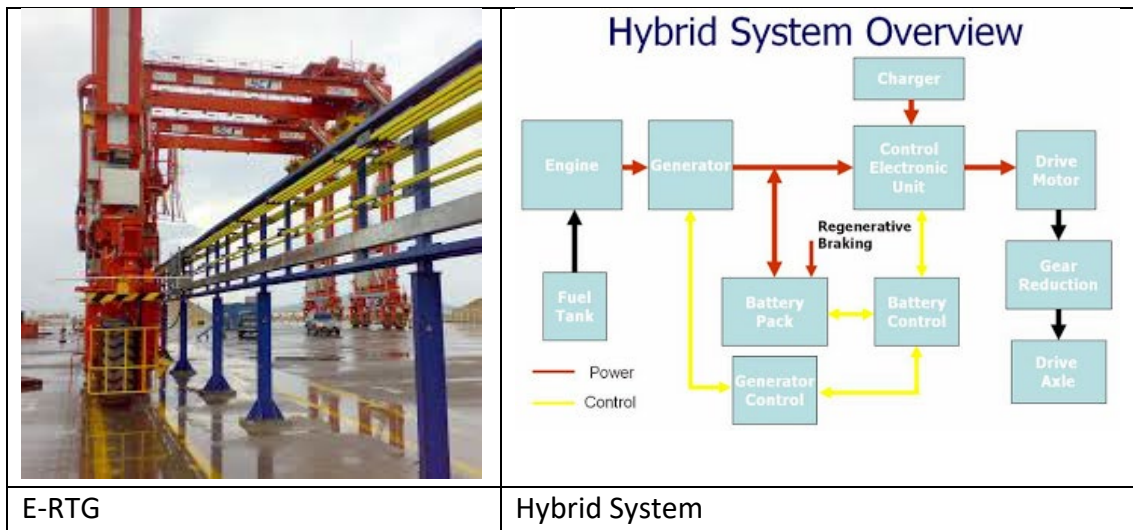 Hybrid System Overview
Charger
Engine
Generator
Control
Electronic
Unit
Drive
Motor
Regenerative
Braking
Fuel
Tank
Battery
Pack
Battery
Control
Gear
Reduction
Power
Control
Generator
Control
Drive
Axle
E-RTG
Hybrid System